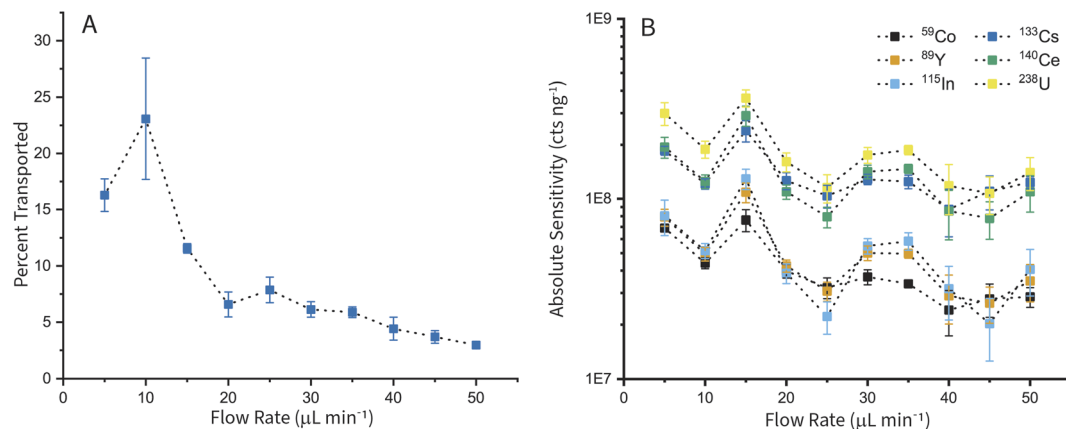 A
Percent Transported
30
25
20
15
10
5
0
0 10 20 30 40 50
Flow Rate (μL min⁻¹)
B
Absolute Sensitivity (cts ng⁻¹)
1E9
1E8
1E7
⁵⁹Co ¹³³Cs
⁸⁹Y ¹⁴⁰Ce
¹¹⁵In ²³⁸U
0 10 20 30 40 50
Flow Rate (μL min⁻¹)